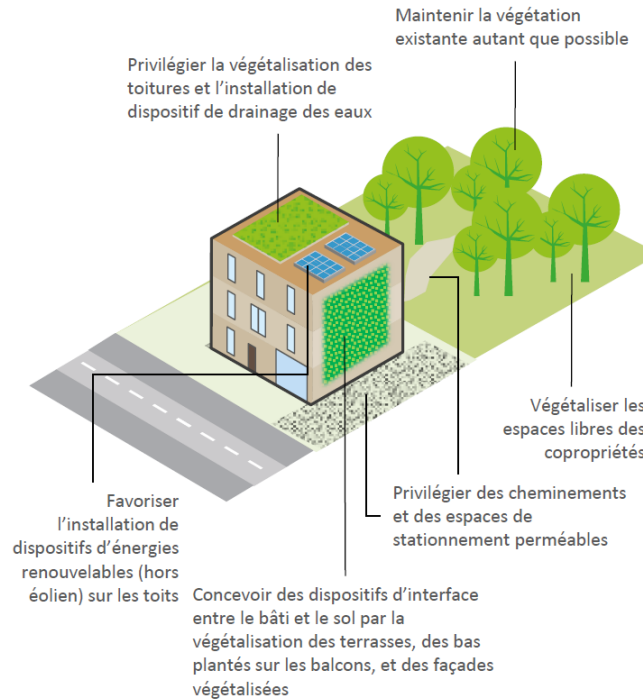 Maintenir la végétation
existante autant que possible
Privilégier la végétalisation des
toitures et l’installation de
dispositif de drainage des eaux
Végétaliser les
espaces libres des
copropriétés
Privilégier des cheminements
et des espaces de
stationnement perméables
Favoriser
l’installation de
dispositifs d’énergies
renouvelables (hors
éolien) sur les toits
Concevoir des dispositifs d’interface
entre le bâti et le sol par la
végétalisation des terrasses, des bas
plantés sur les balcons, et des façades
végétalisées